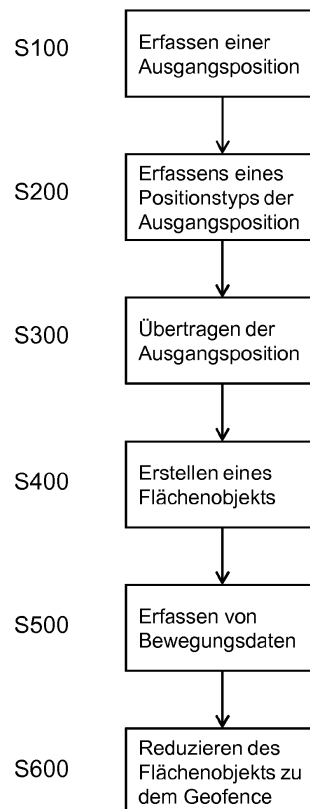 S100
Erfassen einer
Ausgangsposition
S200
Erfassens eines
Positionstyps der
Ausgangsposition
S300
Übertragen der
Ausgangsposition
S400
Erstellen eines
Flächenobjekts
S500
Erfassen von
Bewegungsdaten
S600
Reduzieren des
Flächenobjekts zu
dem Geofence